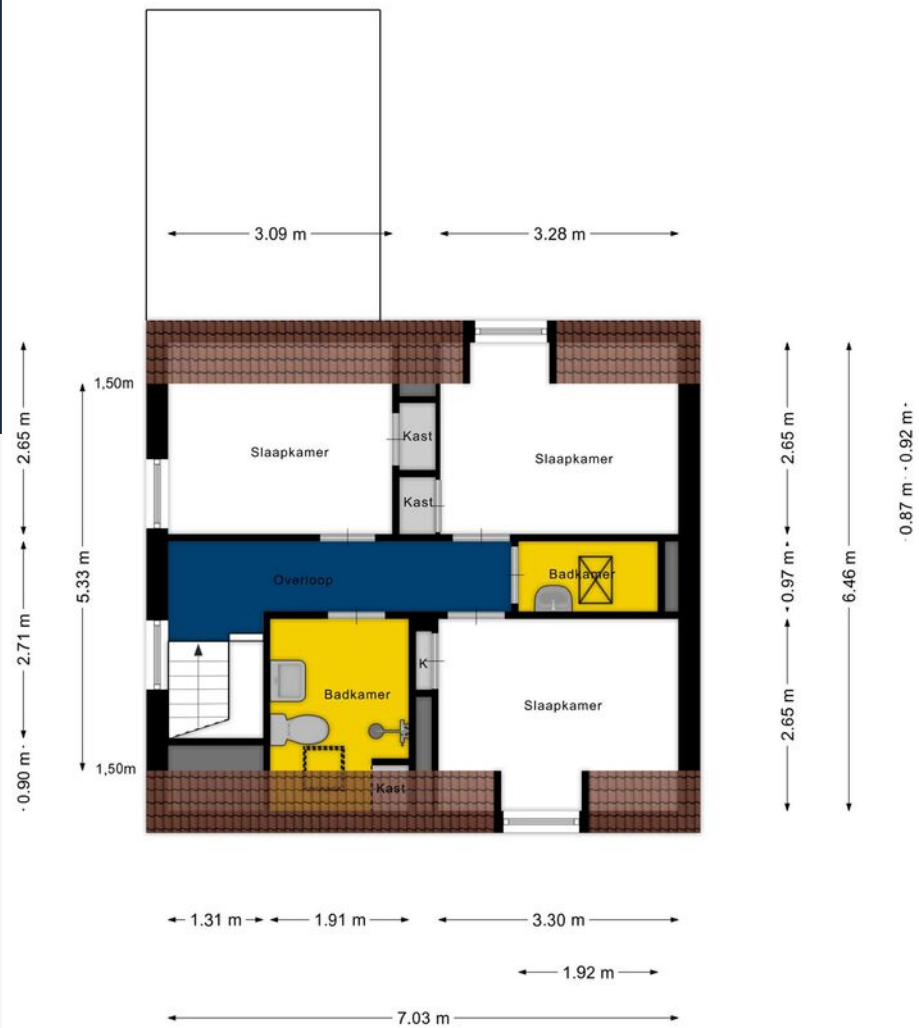 3.09 m
3.28 m
1,50m
2.65 m
Kast
Slaapkamer
Slaapkamer
2.65 m
0.92 m
Kast
0.87 m
5.33 m
Overloop
Badkamer
0.97 m
6.46 m
2.71 m
K
Badkamer
Slaapkamer
2.65 m
0.90 m
1,50m
Kast
1.31 m
1.91 m
3.30 m
1.92 m
7.03 m